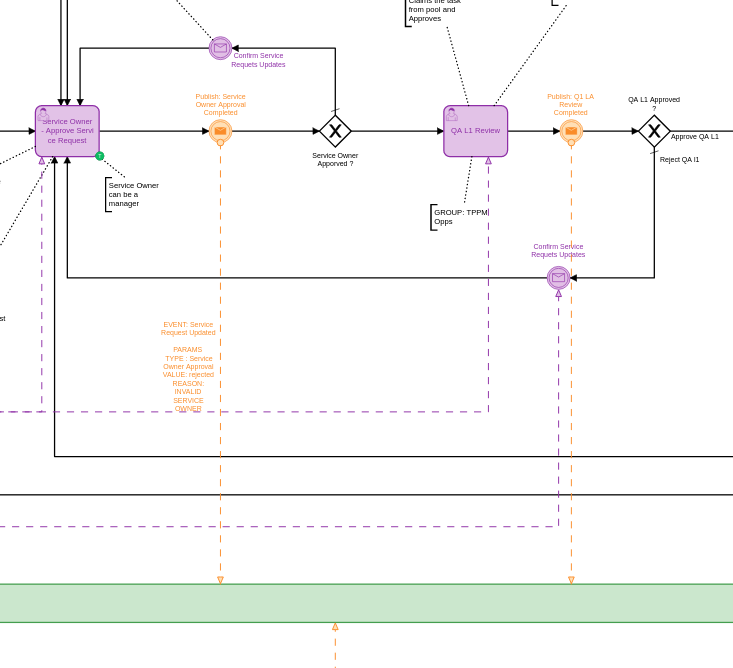 Claims the task
from pool and
Approves
Confirm Service
Requets Updates
Publish: Service
Owner Approval
Completed
Publish: Q1 LA
Review
Completed
QA L1 Approved
?
Service Owner
- Approve Servi
ce Request
QA L1 Review
Approve QA L1
Service Owner
Apporved ?
Reject QA l1
Service Owner
can be a
manager
GROUP: TPPM
Opps
Confirm Service
Requets Updates
st
EVENT: Service
Request Updated
PARAMS
TYPE : Service
Owner Approval
VALUE: rejected
REASON:
INVALID
SERVICE
OWNER